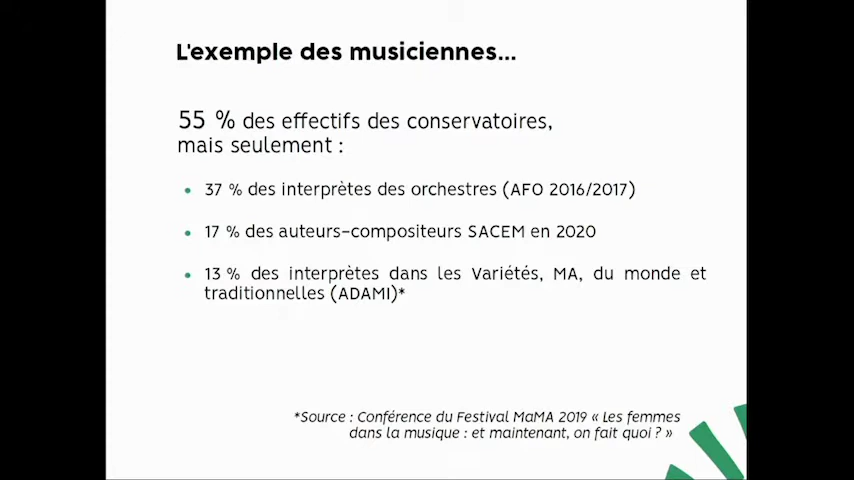 L'exemple des musiciennes...
55 % des effectifs des conservatoires,
mais seulement :
• 37 % des interprètes des orchestres (AFO 2016/2017)
• 17 % des auteurs-compositeurs SACEM en 2020
• 13 % des interprètes dans les Variétés, MA, du monde et
traditionnelles (ADAMI)*
*Source : Conférence du Festival MaMA 2019 « Les femmes
dans la musique : et maintenant, on fait quoi ? »